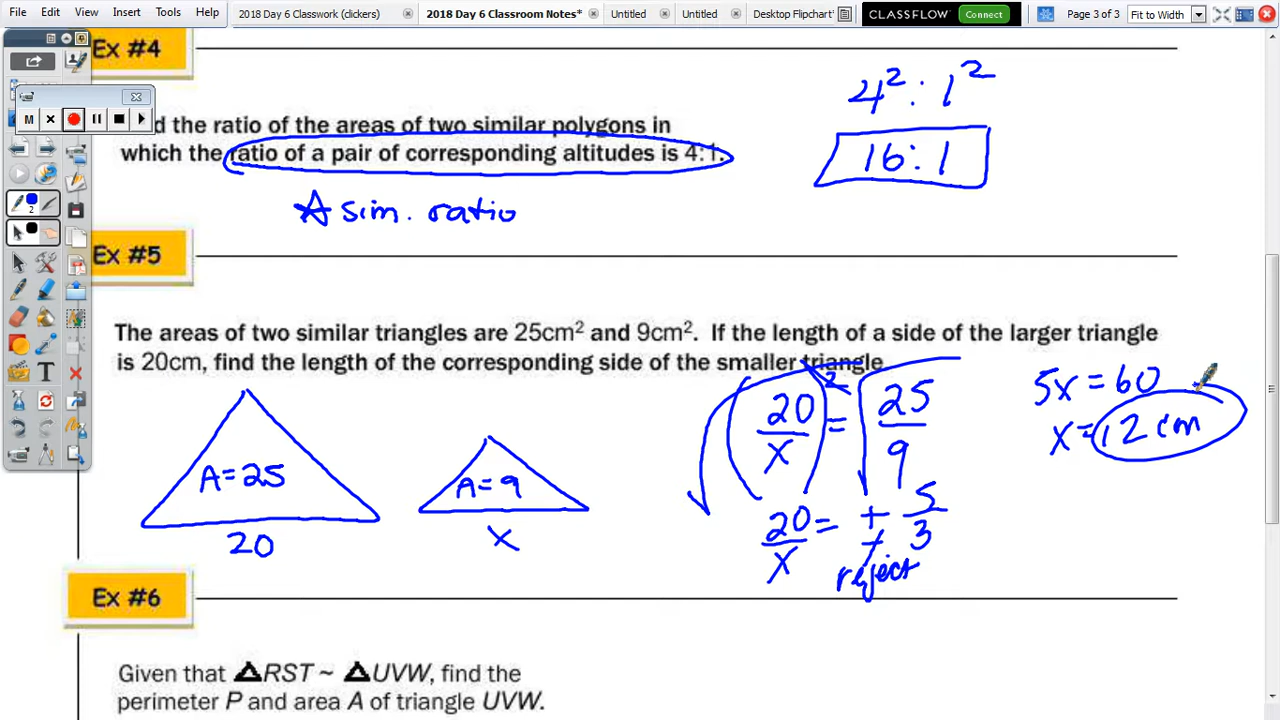 File Edit View Insert Tools Help
2018 Day 6 Classwork (clickers) 2018 Day 6 Classroom Notes* Untitled Untitled Desktop Flipchart* CLASSFLOW Connect Page 3 of 3 Fit to Width
Ex #4
M
d the ratio of the areas of two similar polygons in
which the ratio of a pair of corresponding altitudes is 4:1.
4² : 1²
16:1
sim. ratio
2
T
Ex #5
The areas of two similar triangles are 25cm² and 9cm². If the length of a side of the larger triangle
is 20cm, find the length of the corresponding side of the smaller triangle
A=25
20
A=9
x
(20/x)² = √25/9
20/x = ± 5/3
reject
5x=60
x=12 cm
Ex #6
Given that △RST ~ △UVW, find the
perimeter P and area A of triangle UVW.